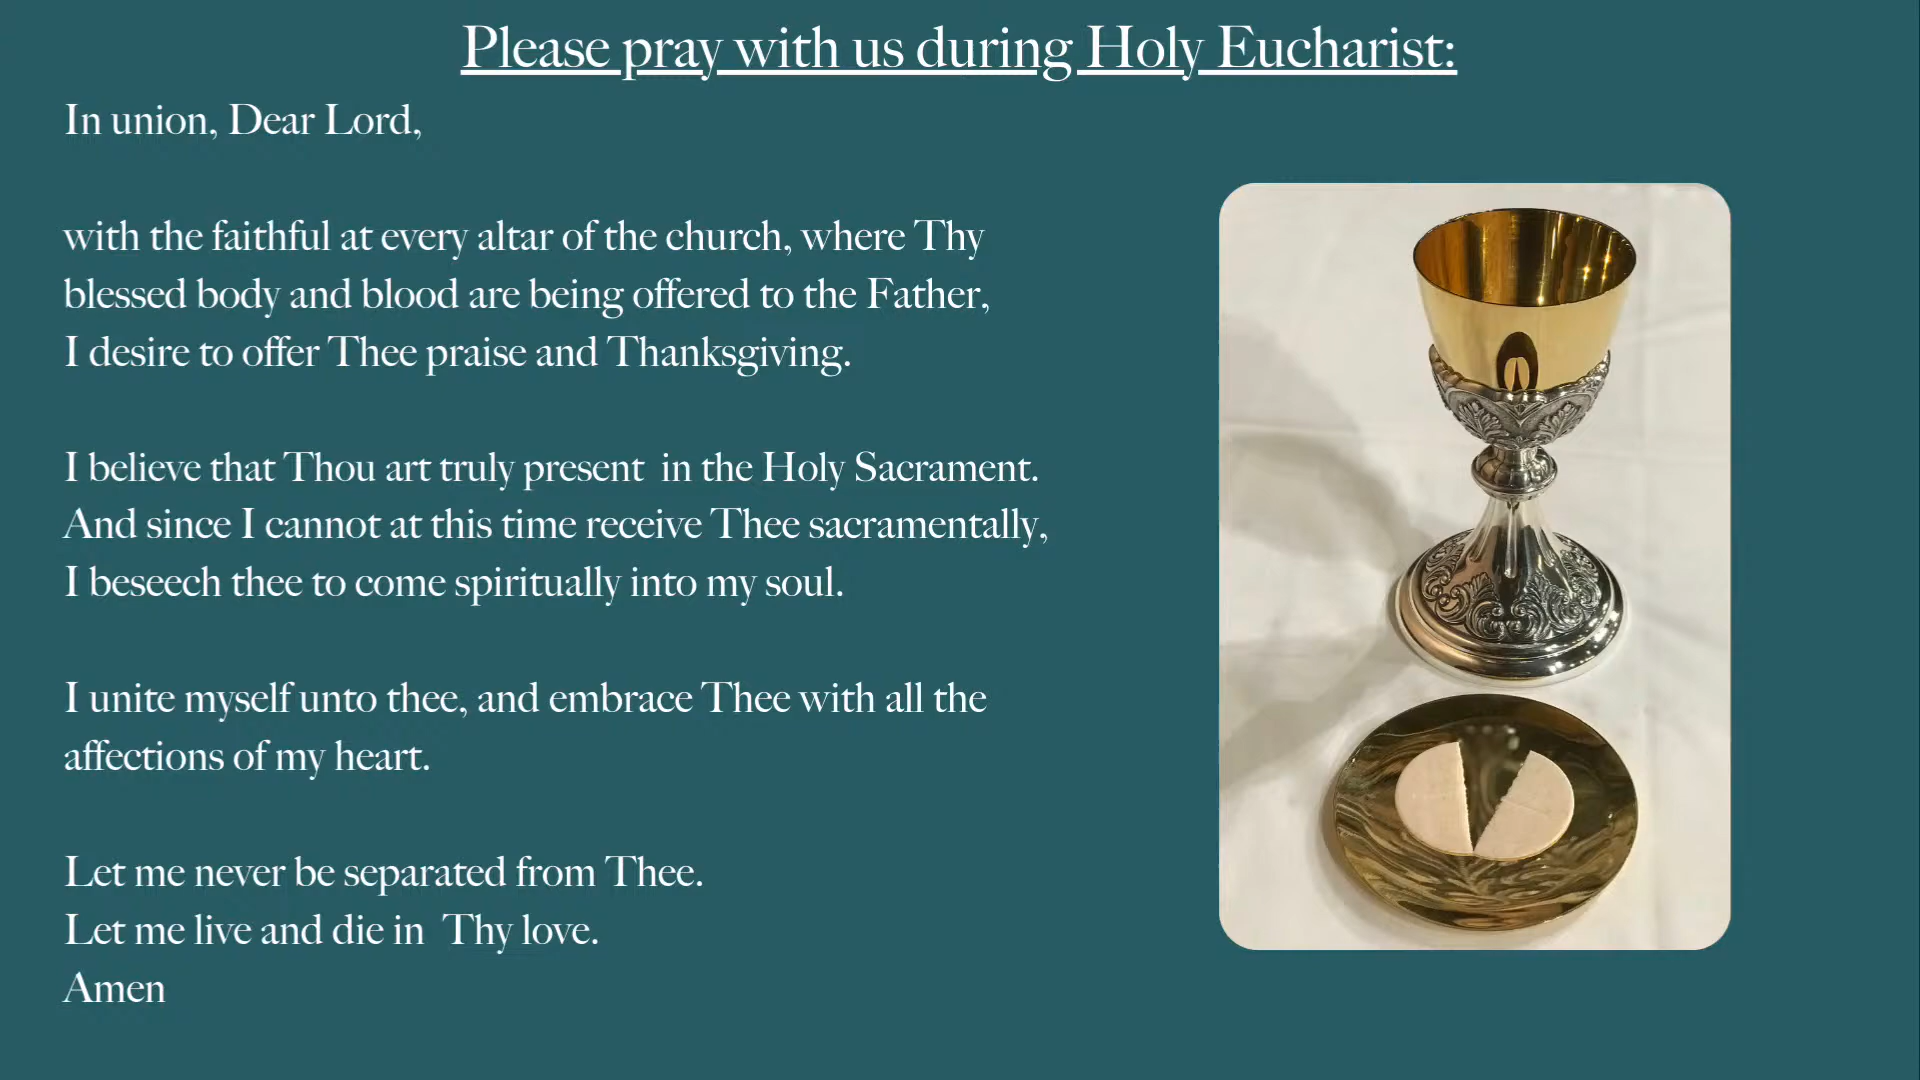 Please pray with us during Holy Eucharist:
In union, Dear Lord,
with the faithful at every altar of the church, where Thy
blessed body and blood are being offered to the Father,
I desire to offer Thee praise and Thanksgiving.
I believe that Thou art truly present  in the Holy Sacrament.
And since I cannot at this time receive Thee sacramentally,
I beseech thee to come spiritually into my soul.
I unite myself unto thee, and embrace Thee with all the
affections of my heart.
Let me never be separated from Thee.
Let me live and die in  Thy love.
Amen